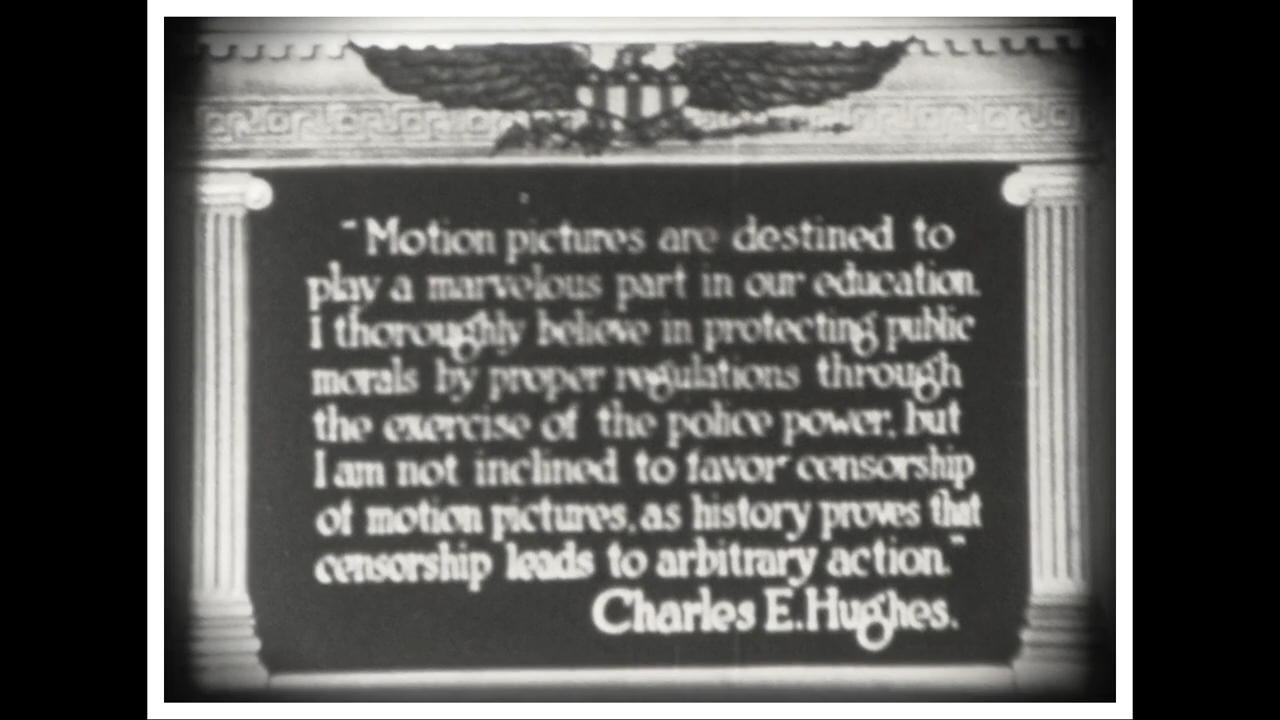 "Motion pictures are destined to
play a marvelous part in our education.
I thoroughly believe in protecting public
morals by proper regulations through
the exercise of the police power, but
I am not inclined to favor censorship
of motion pictures, as history proves that
censorship leads to arbitrary action."
Charles E. Hughes.